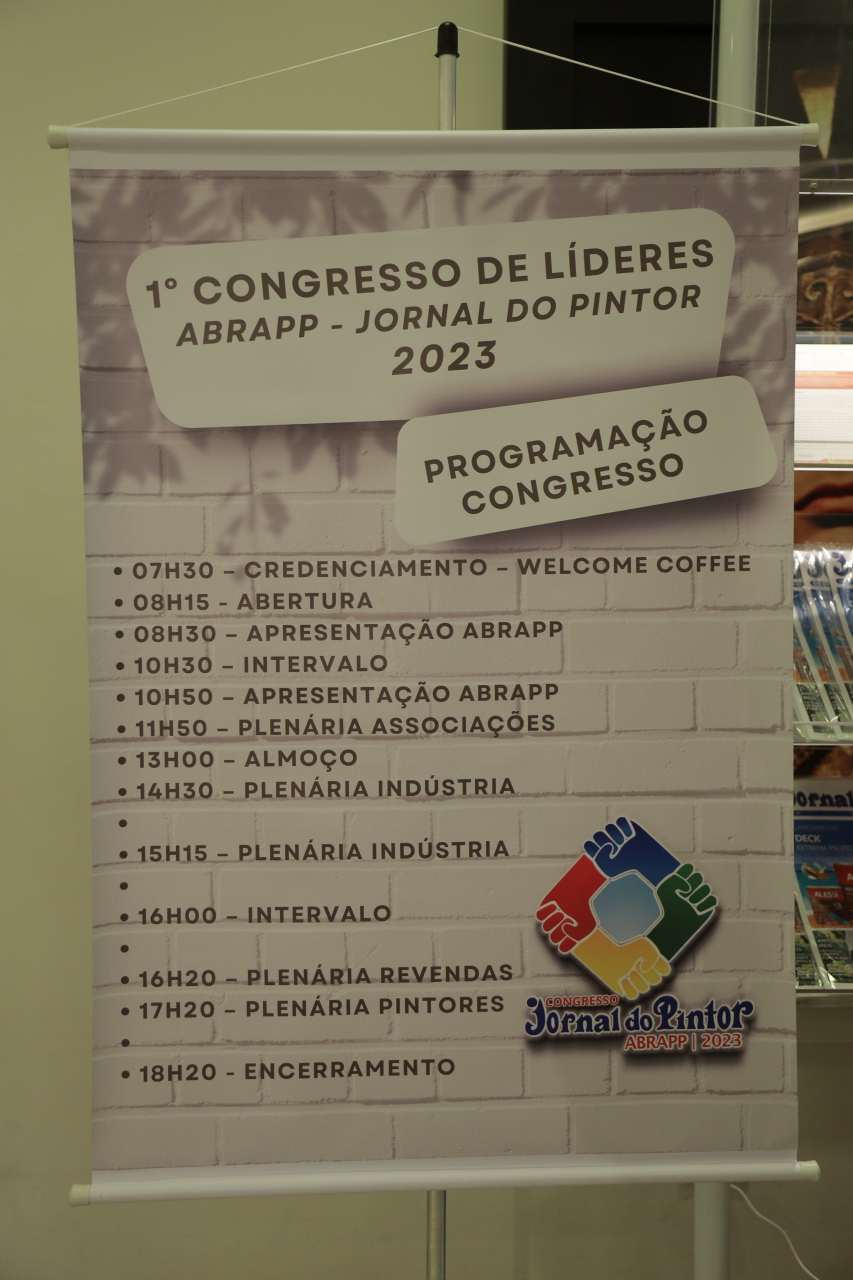 1º CONGRESSO DE LÍDERES
ABRAPP - JORNAL DO PINTOR
2023
PROGRAMAÇÃO
CONGRESSO
• 07H30 – CREDENCIAMENTO – WELCOME COFFEE
• 08H15 - ABERTURA
• 08H30 – APRESENTAÇÃO ABRAPP
• 10H30 – INTERVALO
• 10H50 – APRESENTAÇÃO ABRAPP
• 11H50 – PLENÁRIA ASSOCIAÇÕES
• 13H00 – ALMOÇO
• 14H30 – PLENÁRIA INDÚSTRIA
•
• 15H15 – PLENÁRIA INDÚSTRIA
•
• 16H00 – INTERVALO
•
• 16H20 – PLENÁRIA REVENDAS
• 17H20 – PLENÁRIA PINTORES
•
• 18H20 - ENCERRAMENTO
CONGRESSO
Jornal do Pintor
ABRAPP | 2023
DECK